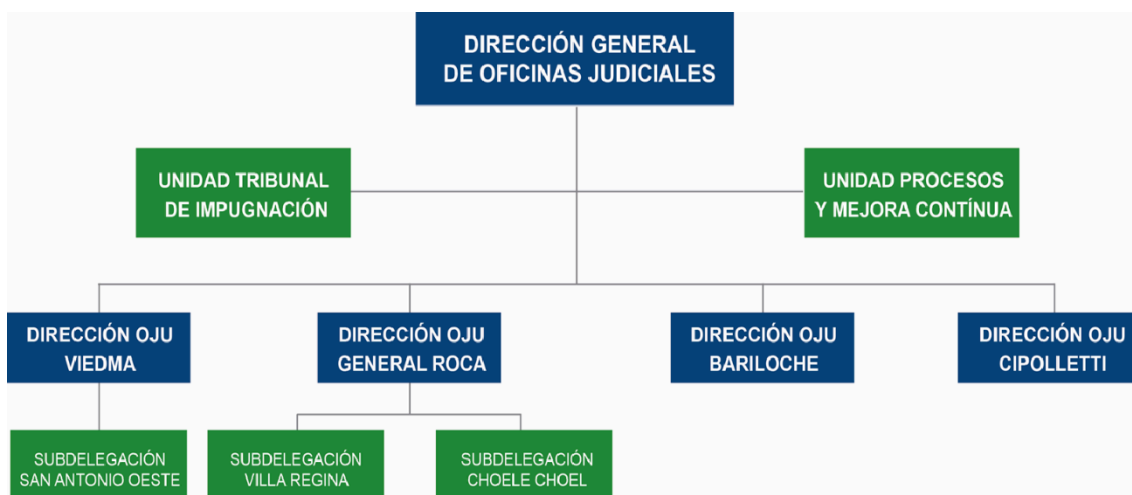 DIRECCIÓN GENERAL
DE OFICINAS JUDICIALES
UNIDAD TRIBUNAL
DE IMPUGNACIÓN
UNIDAD PROCESOS
Y MEJORA CONTÍNUA
DIRECCIÓN OJU
VIEDMA
DIRECCIÓN OJU
GENERAL ROCA
DIRECCIÓN OJU
BARILOCHE
DIRECCIÓN OJU
CIPOLLETTI
SUBDELEGACIÓN
SAN ANTONIO OESTE
SUBDELEGACIÓN
VILLA REGINA
SUBDELEGACIÓN
CHOELE CHOEL